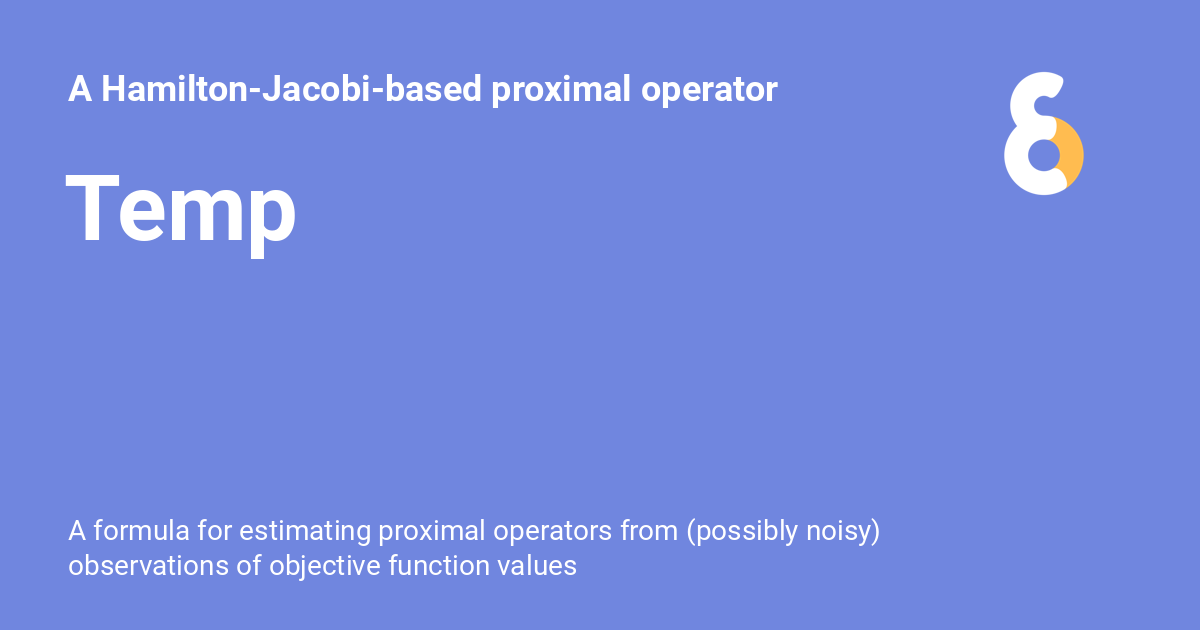 A Hamilton-Jacobi-based proximal operator
Temp
A formula for estimating proximal operators from (possibly noisy)
observations of objective function values